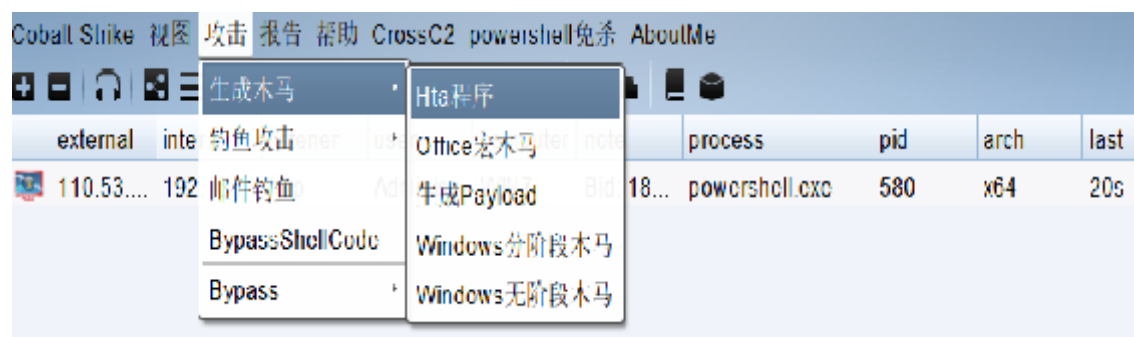 Cobalt Strike 视图 攻击 报告 帮助 CrossC2 powershell免杀 AboutMe
生成木马
Hta程序
external inte process pid arch last
钓鱼攻击
Office宏木马
110.53.... 192 18... powershell.exe 580 x64 20s
邮件钓鱼
生成Payload
BypassShellCode
Windows分阶段木马
Bypass
Windows无阶段木马